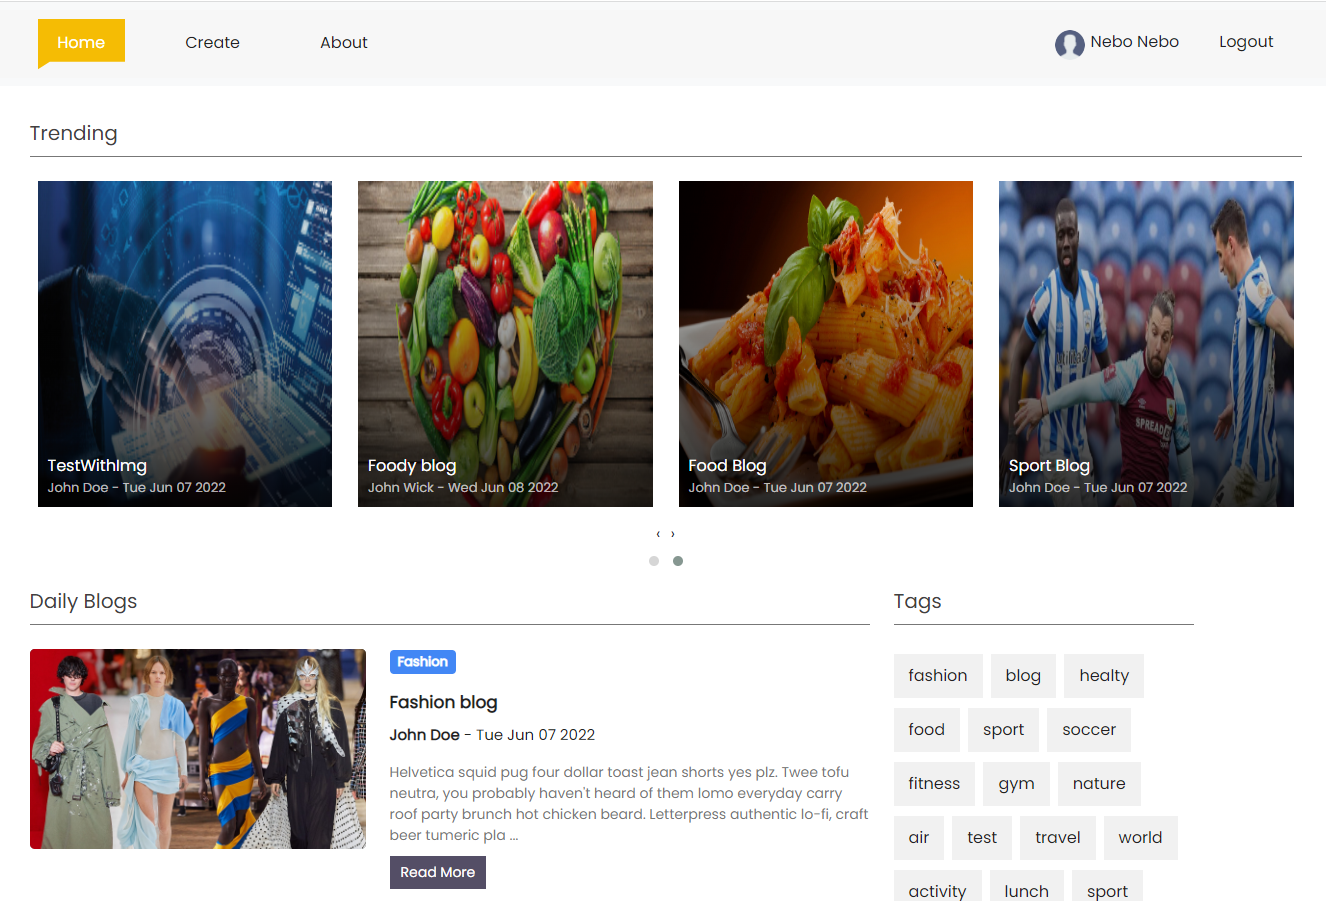 Home Create About Nebo Nebo Logout
Trending
TestWithImg
John Doe - Tue Jun 07 2022
Foody blog
John Wick - Wed Jun 08 2022
Food Blog
John Doe - Tue Jun 07 2022
Sport Blog
John Doe - Tue Jun 07 2022
‹ ›
Daily Blogs
Fashion
Fashion blog
John Doe - Tue Jun 07 2022
Helvetica squid pug four dollar toast jean shorts yes plz. Twee tofu
neutra, you probably haven't heard of them lomo everyday carry
roof party brunch hot chicken beard. Letterpress authentic lo-fi, craft
beer tumeric pla ...
Read More
Tags
fashion blog healty
food sport soccer
fitness gym nature
air test travel world
activity lunch sport